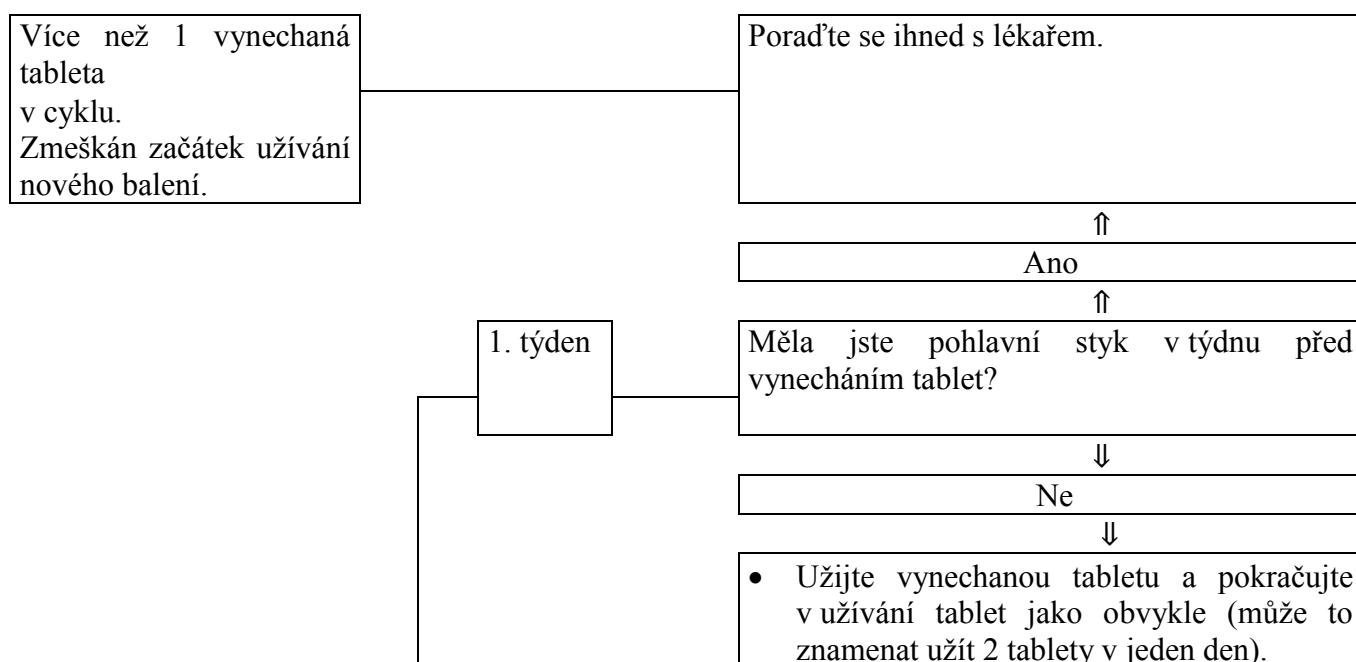 Více než 1 vynechaná
tableta
v cyklu.
Zmeškán začátek užívání
nového balení.
Poraďte se ihned s lékařem.
⇑
Ano
⇑
1. týden
Měla jste pohlavní styk v týdnu před
vynecháním tablet?
⇓
Ne
⇓
• Užijte vynechanou tabletu a pokračujte
v užívání tablet jako obvykle (může to
znamenat užít 2 tablety v jeden den).